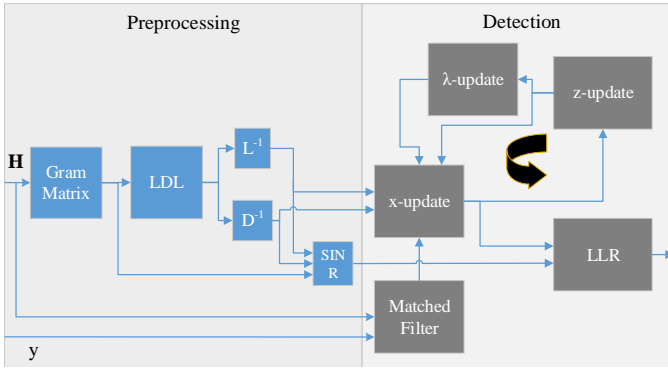 Preprocessing
Detection
λ-update
z-update
H
Gram
Matrix
LDL
L⁻¹
D⁻¹
x-update
SIN
R
LLR
Matched
Filter
y